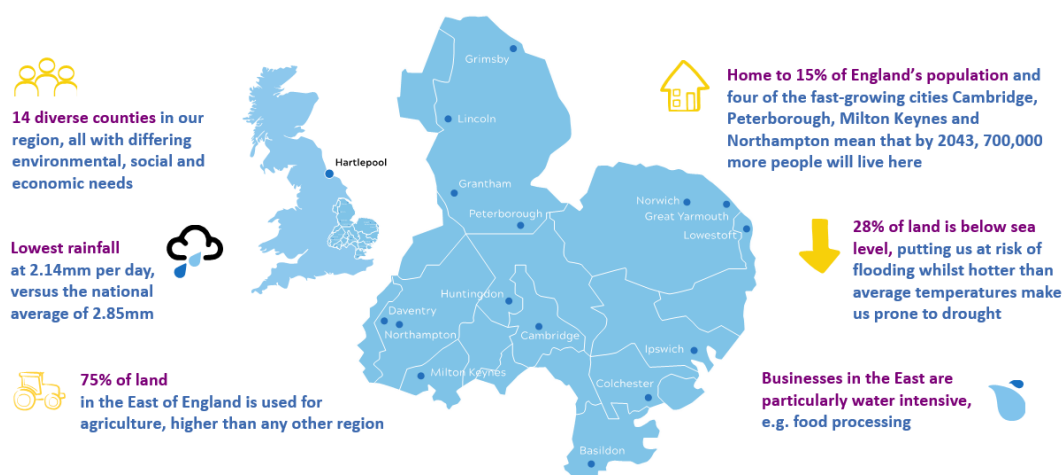 14 diverse counties in our
region, all with differing
environmental, social and
economic needs
Lowest rainfall
at 2.14mm per day,
versus the national
average of 2.85mm
75% of land
in the East of England is used for
agriculture, higher than any other region
Hartlepool
Grimsby
Lincoln
Grantham
Peterborough
Norwich
Great Yarmouth
Lowestoft
Huntingdon
Daventry
Northampton
Cambridge
Ipswich
Milton Keynes
Colchester
Basildon
Home to 15% of England’s population and
four of the fast-growing cities Cambridge,
Peterborough, Milton Keynes and
Northampton mean that by 2043, 700,000
more people will live here
28% of land is below sea
level, putting us at risk of
flooding whilst hotter than
average temperatures make
us prone to drought
Businesses in the East are
particularly water intensive,
e.g. food processing